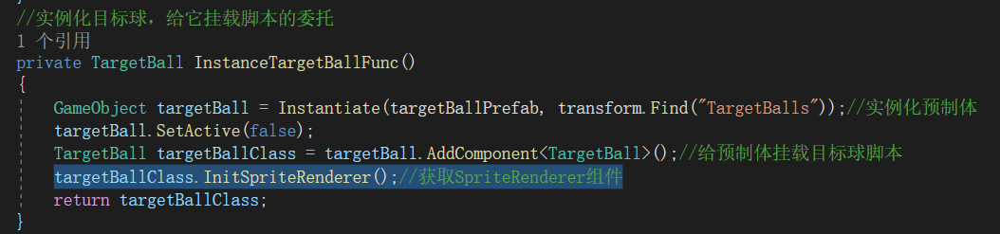 }
//实例化目标球，给它挂载脚本的委托
1 个引用
private TargetBall InstanceTargetBallFunc()
{
GameObject targetBall = Instantiate(targetBallPrefab, transform.Find("TargetBalls"));//实例化预制体
targetBall.SetActive(false);
TargetBall targetBallClass = targetBall.AddComponent<TargetBall>();//给预制体挂载目标球脚本
targetBallClass.InitSpriteRenderer();//获取SpriteRenderer组件
return targetBallClass;
}